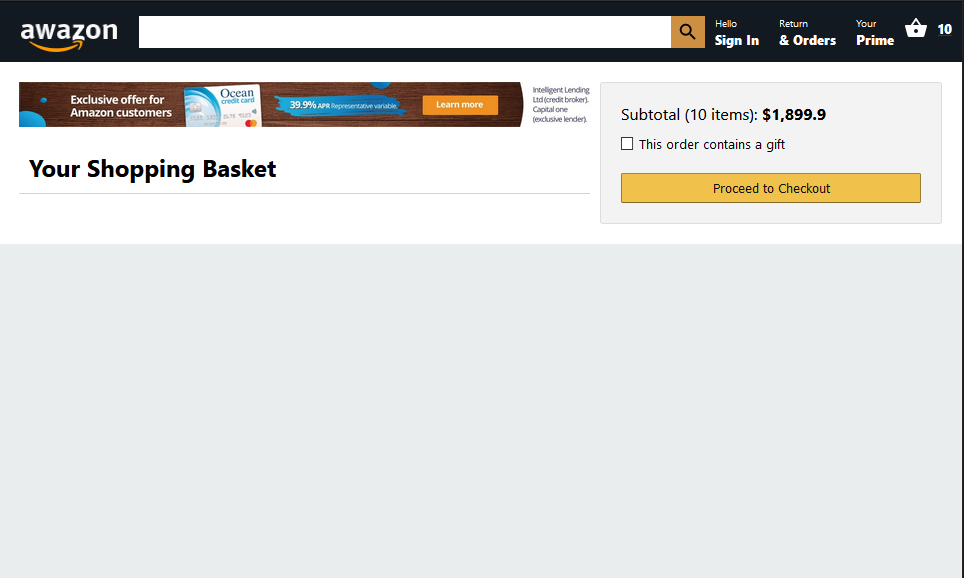 awazon
Hello
Sign In
Return
& Orders
Your
Prime
10
Exclusive offer for
Amazon customers
Ocean
credit card
39.9% APR Representative variable.
Learn more
Intelligent Lending
Ltd (credit broker).
Capital one
(exclusive lender).
Your Shopping Basket
Subtotal (10 items): $1,899.9
This order contains a gift
Proceed to Checkout